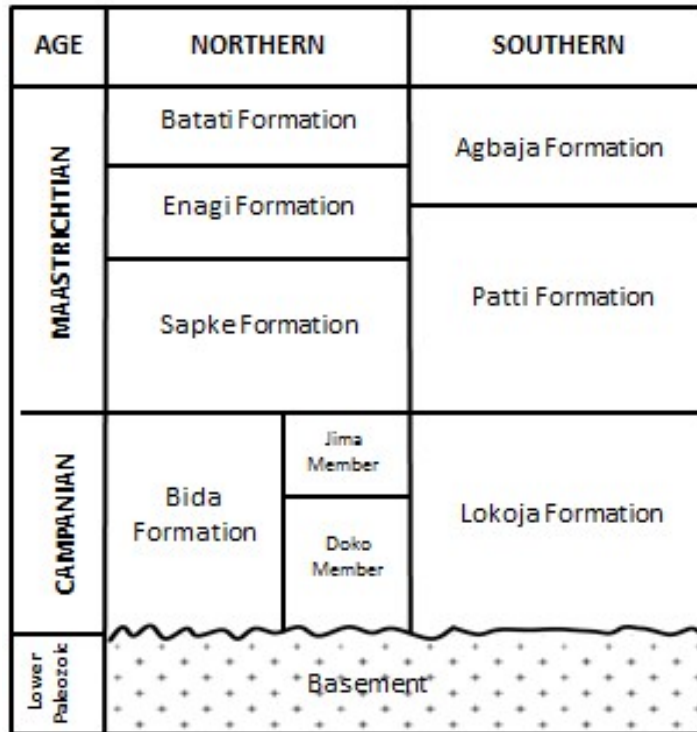 AGE
NORTHERN
SOUTHERN
MAASTRICHTIAN
Batati Formation
Agbaja Formation
Enagi Formation
Sapke Formation
Patti Formation
CAMPANIAN
Bida
Formation
Jima
Member
Doko
Member
Lokoja Formation
Lower
Paleozoic
Basement